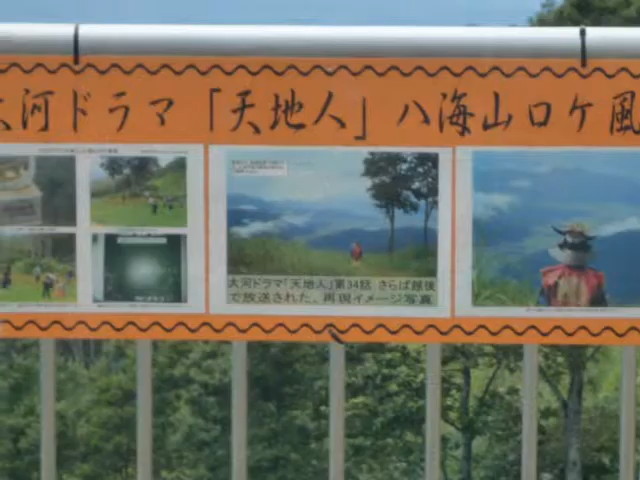 大河ドラマ「天地人」八海山ロケ風
大河ドラマ「天地人」第34話 さらば越後
で放送された、再現イメージ写真